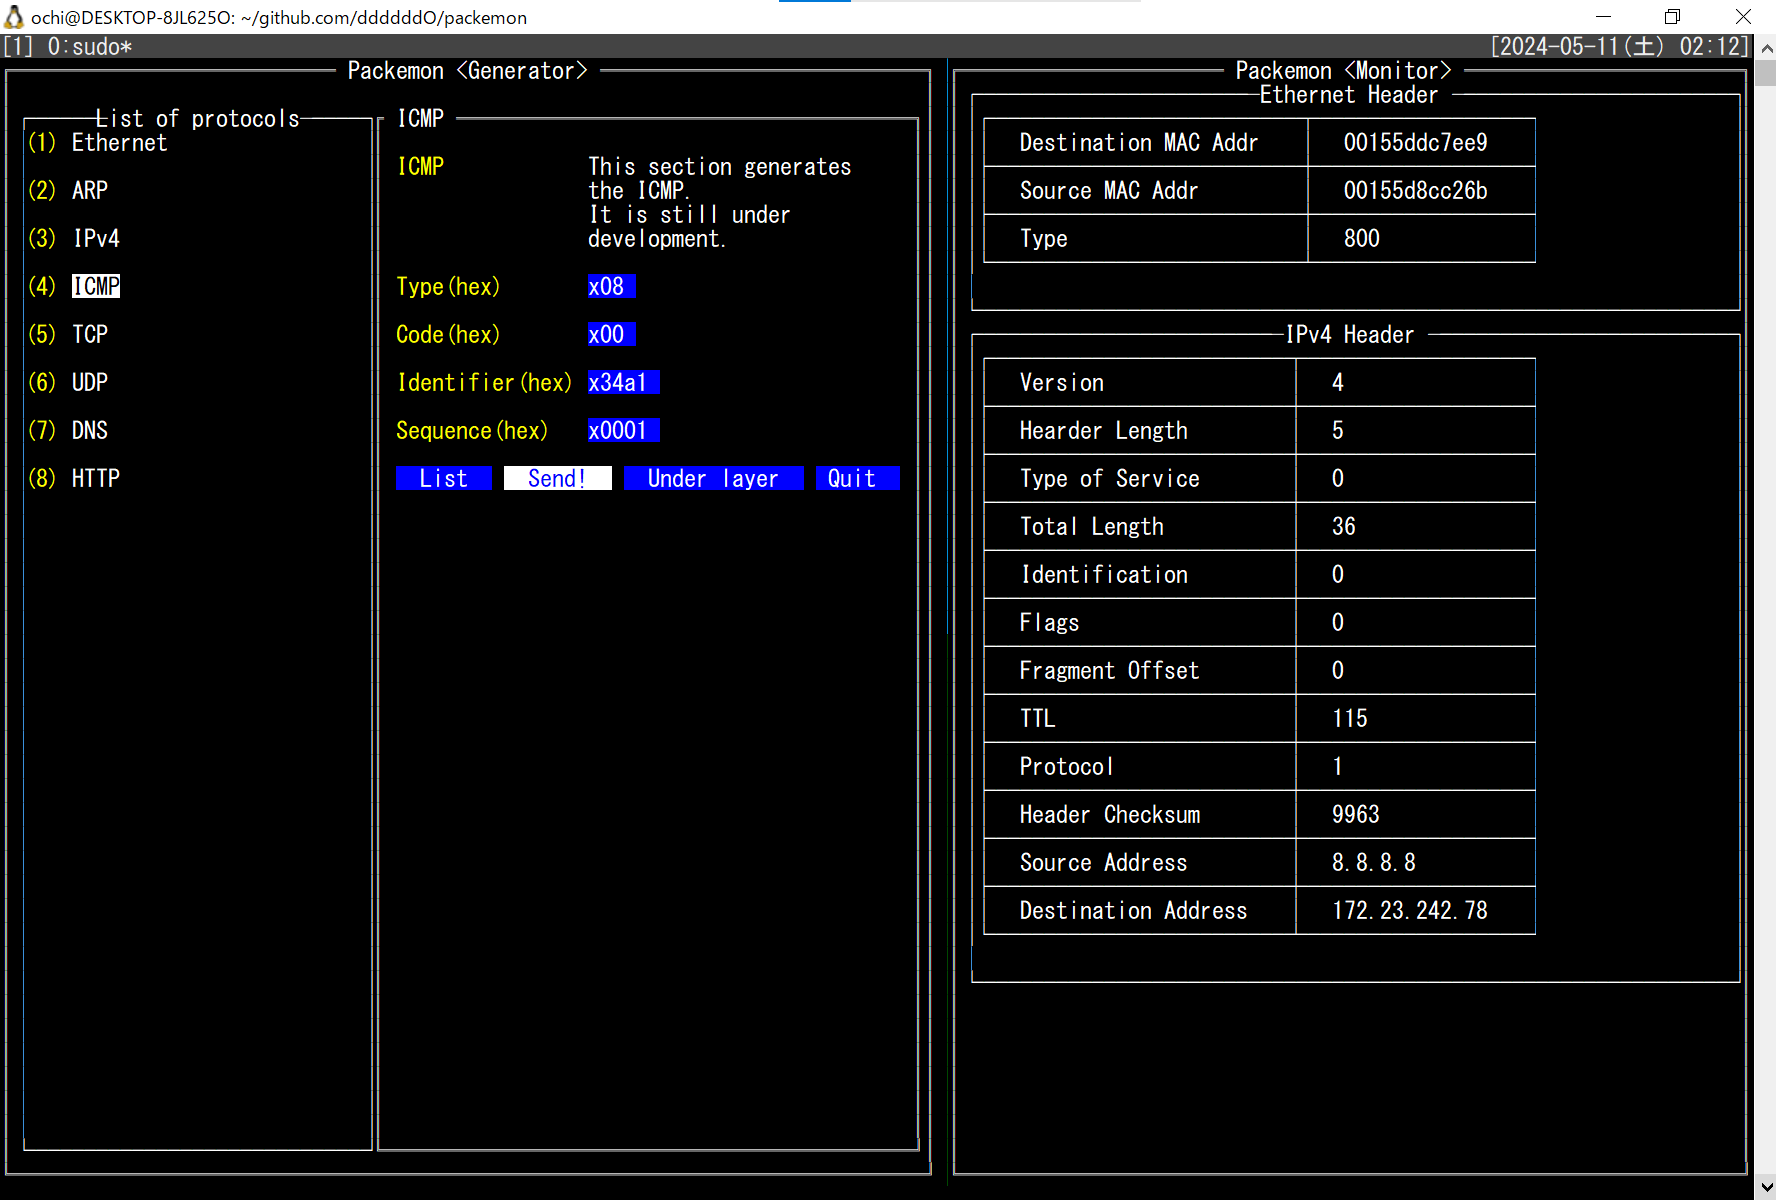 ochi@DESKTOP-8JL625O: ~/github.com/ddddddO/packemon
[1] 0:sudo* [2024-05-11(土) 02:12]
Packemon <Generator>
List of protocols
(1) Ethernet
(2) ARP
(3) IPv4
(4) ICMP
(5) TCP
(6) UDP
(7) DNS
(8) HTTP
ICMP
ICMP This section generates
the ICMP.
It is still under
development.
Type(hex) x08
Code(hex) x00
Identifier(hex) x34a1
Sequence(hex) x0001
List Send! Under layer Quit
Packemon <Monitor>
Ethernet Header
Destination MAC Addr 00155ddc7ee9
Source MAC Addr 00155d8cc26b
Type 800
IPv4 Header
Version 4
Hearder Length 5
Type of Service 0
Total Length 36
Identification 0
Flags 0
Fragment Offset 0
TTL 115
Protocol 1
Header Checksum 9963
Source Address 8.8.8.8
Destination Address 172.23.242.78